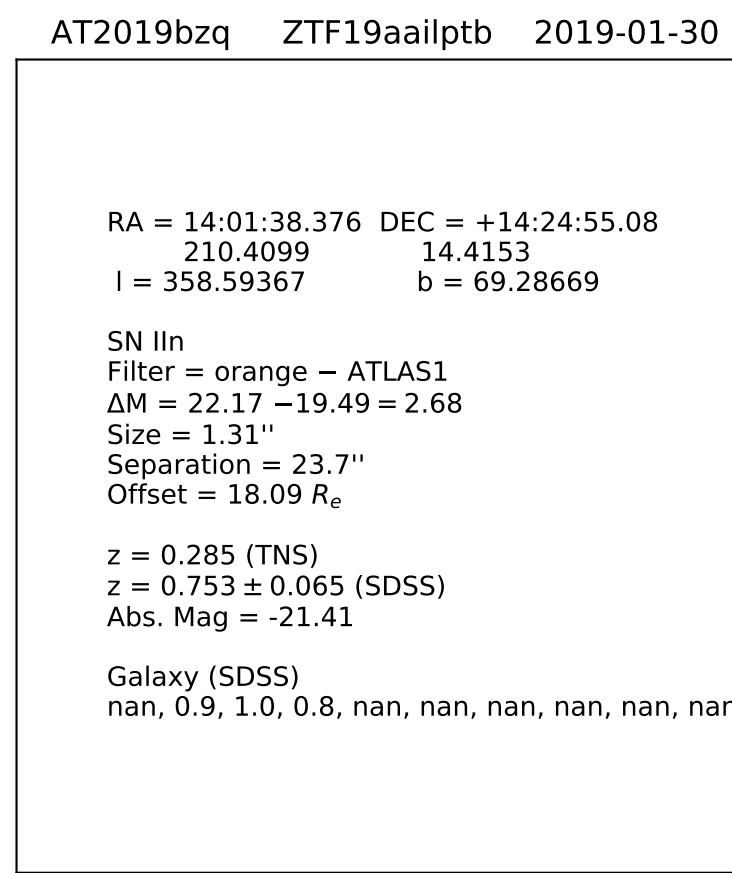 AT2019bzq ZTF19aailptb 2019-01-30
RA = 14:01:38.376 DEC = +14:24:55.08
210.4099 14.4153
l = 358.59367 b = 69.28669
SN IIn
Filter = orange − ATLAS1
ΔM = 22.17 −19.49 = 2.68
Size = 1.31''
Separation = 23.7''
Offset = 18.09 Re
z = 0.285 (TNS)
z = 0.753 ± 0.065 (SDSS)
Abs. Mag = -21.41
Galaxy (SDSS)
nan, 0.9, 1.0, 0.8, nan, nan, nan, nan, nan, nan